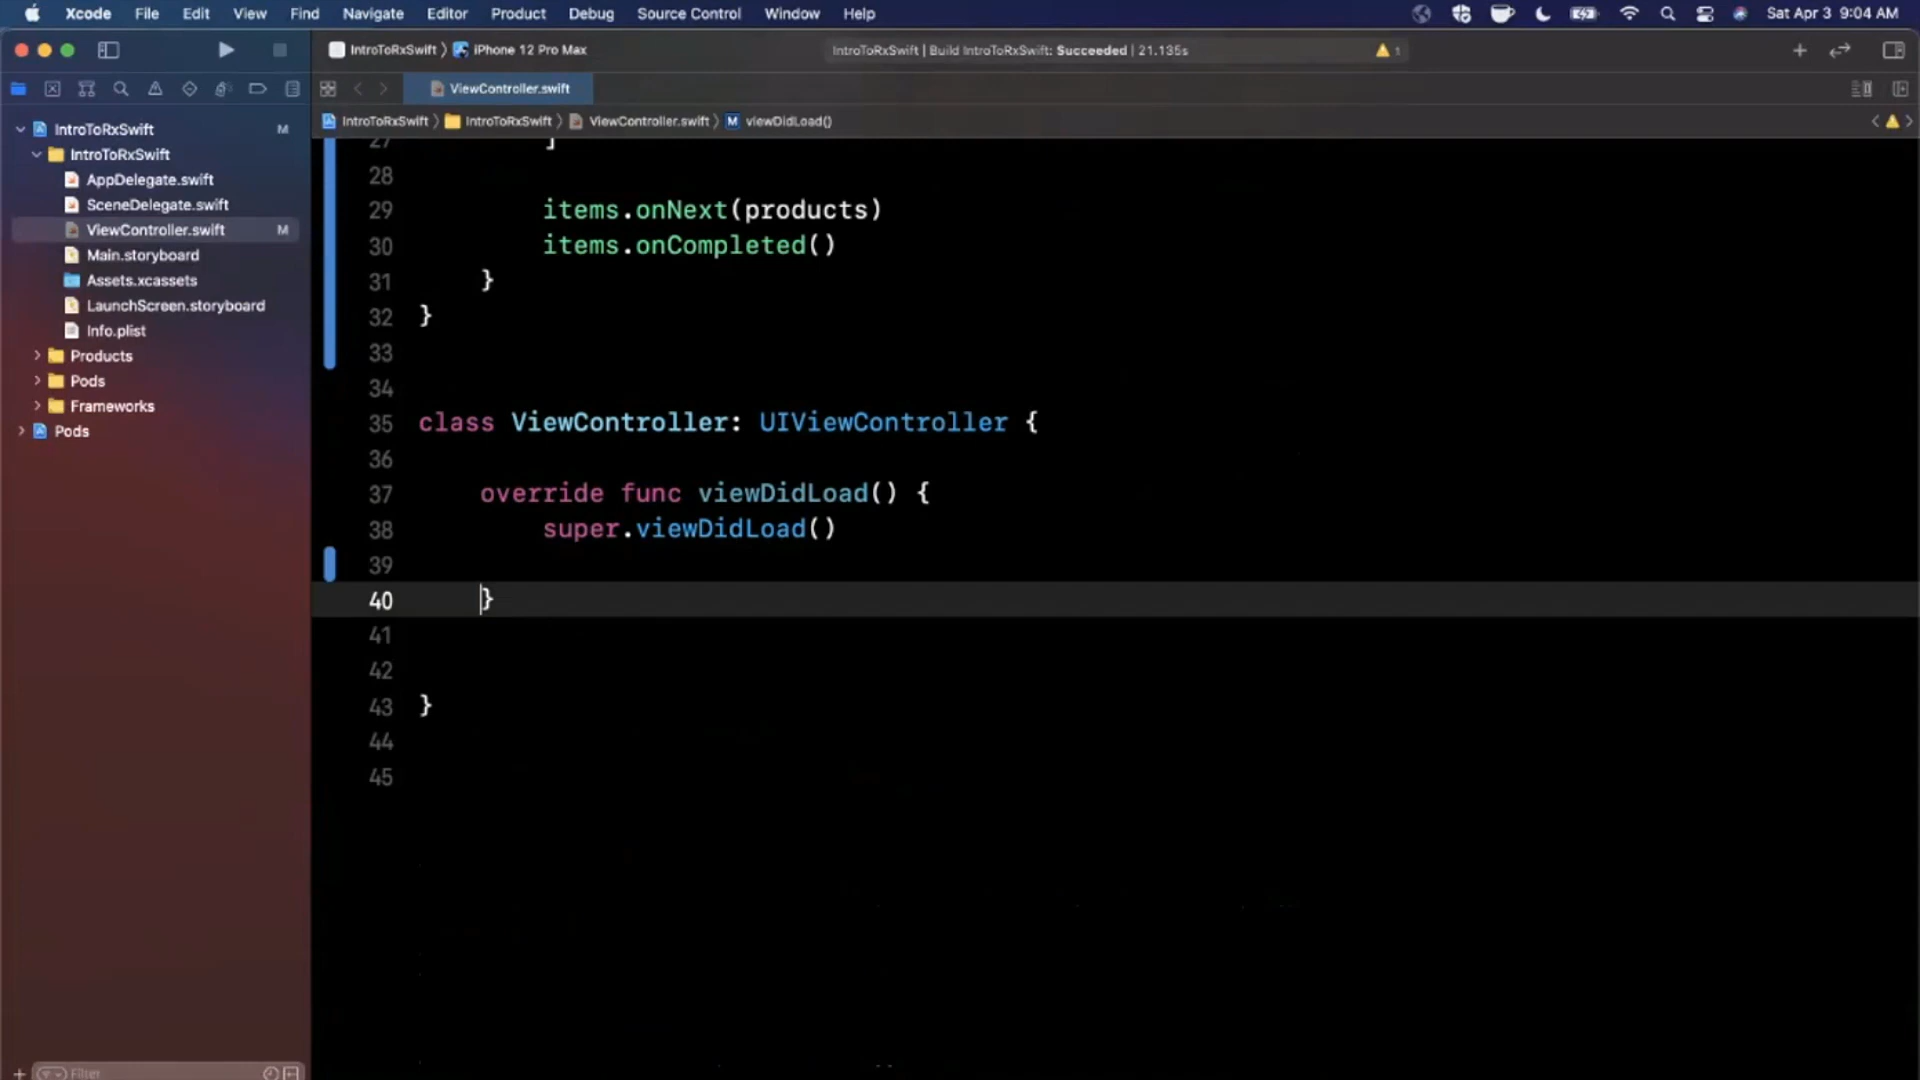 Xcode File Edit View Find Navigate Editor Product Debug Source Control Window Help Sat Apr 3 9:04 AM
IntroToRxSwift 〉 iPhone 12 Pro Max IntroToRxSwift | Build IntroToRxSwift: Succeeded | 21.135s 1
ViewController.swift
IntroToRxSwift 〉 IntroToRxSwift 〉 ViewController.swift 〉 M viewDidLoad()
IntroToRxSwift M
IntroToRxSwift
AppDelegate.swift
SceneDelegate.swift
ViewController.swift M
Main.storyboard
Assets.xcassets
LaunchScreen.storyboard
Info.plist
Products
Pods
Frameworks
Pods
Filter
27 ]
28
29 items.onNext(products)
30 items.onCompleted()
31 }
32 }
33
34
35 class ViewController: UIViewController {
36
37 override func viewDidLoad() {
38 super.viewDidLoad()
39
40 }
41
42
43 }
44
45